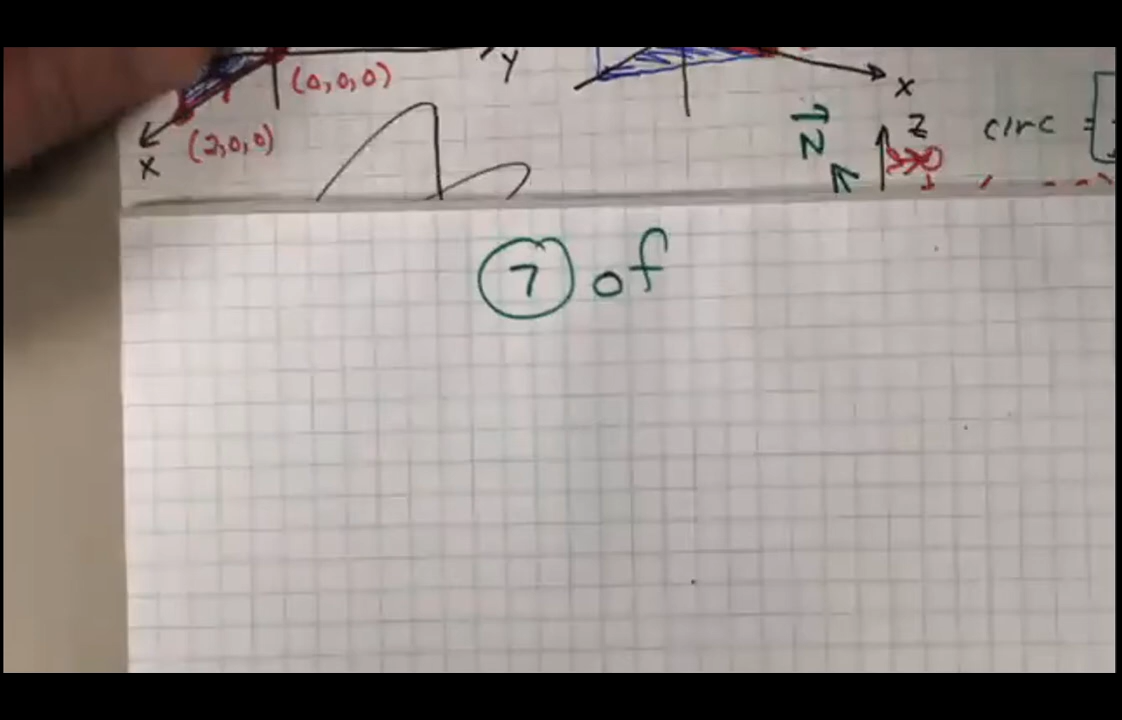 y
(0,0,0)
x
x
(2,0,0)
z
circ =
⑦ of